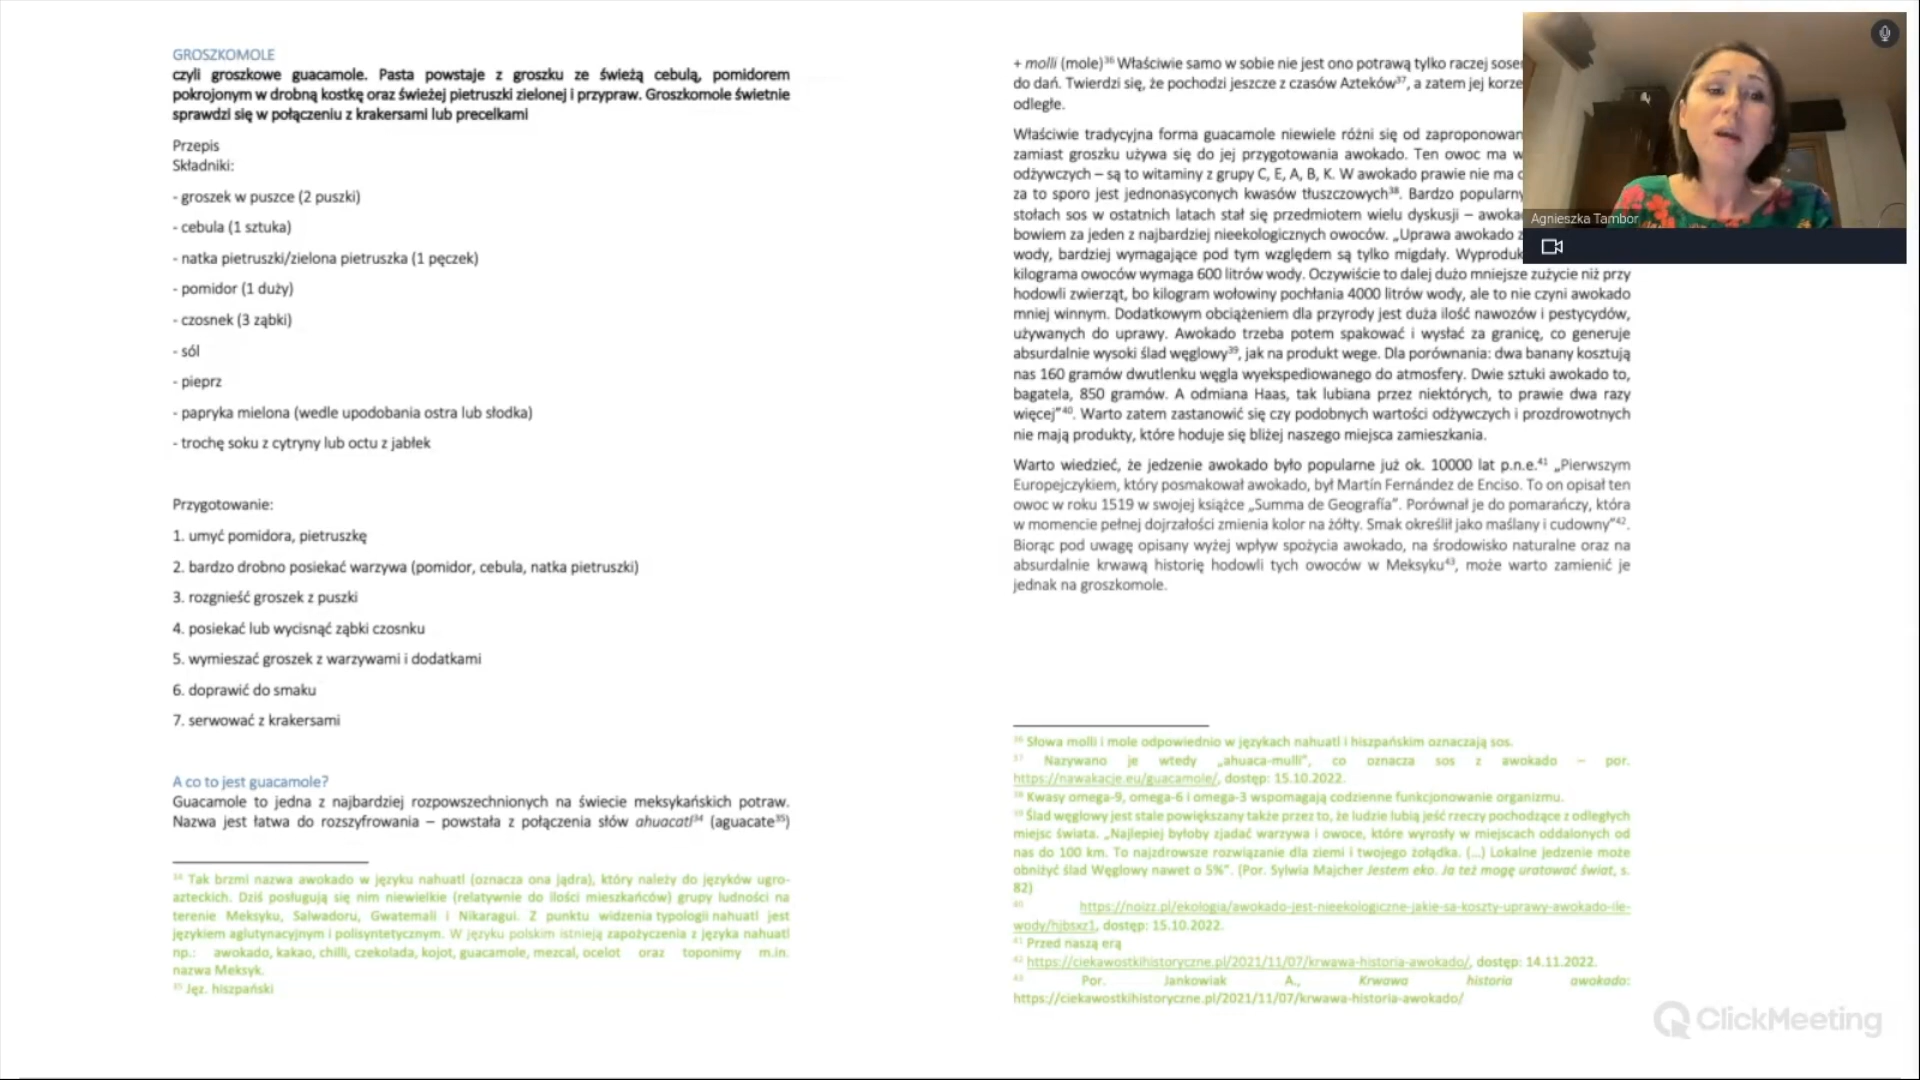 GROSZKOMOLE
czyli groszkowe guacamole. Pasta powstaje z groszku ze świeżą cebulą, pomidorem
pokrojonym w drobną kostkę oraz świeżej pietruszki zielonej i przypraw. Groszkomole świetnie
sprawdzi się w połączeniu z krakersami lub precelkami
Przepis
Składniki:
- groszek w puszce (2 puszki)
- cebula (1 sztuka)
- natka pietruszki/zielona pietruszka (1 pęczek)
- pomidor (1 duży)
- czosnek (3 ząbki)
- sól
- pieprz
- papryka mielona (wedle upodobania ostra lub słodka)
- trochę soku z cytryny lub octu z jabłek
Przygotowanie:
1. umyć pomidora, pietruszkę
2. bardzo drobno posiekać warzywa (pomidor, cebula, natka pietruszki)
3. rozgnieść groszek z puszki
4. posiekać lub wycisnąć ząbki czosnku
5. wymieszać groszek z warzywami i dodatkami
6. doprawić do smaku
7. serwować z krakersami
A co to jest guacamole?
Guacamole to jedna z najbardziej rozpowszechnionych na świecie meksykańskich potraw.
Nazwa jest łatwa do rozszyfrowania – powstała z połączenia słów ahuacatl³⁴ (aguacate³⁵)
³⁴ Tak brzmi nazwa awokado w języku nahuatl (oznacza ona jądra), który należy do języków ugro-
azteckich. Dziś posługują się nim niewielkie (relatywnie do ilości mieszkańców) grupy ludności na
terenie Meksyku, Salwadoru, Gwatemali i Nikaragui. Z punktu widzenia typologii nahuatl jest
językiem aglutynacyjnym i polisyntetycznym. W języku polskim istnieją zapożyczenia z języka nahuatl
np.: awokado, kakao, chilli, czekolada, kojot, guacamole, mezcal, ocelot oraz toponimy m.in.
nazwa Meksyk.
³⁵ Jęz. hiszpański
+ molli (mole)³⁶ Właściwie samo w sobie nie jest ono potrawą tylko raczej
do dań. Twierdzi się, że pochodzi jeszcze z czasów Azteków³⁷, a zatem jej
odległe.
Właściwie tradycyjna forma guacamole niewiele różni się od
zamiast groszku używa się do jej przygotowania awokado. Ten owoc ma
odżywczych – są to witaminy z grupy C, E, A, B, K. W awokado prawie nie ma
za to sporo jest jednonasyconych kwasów tłuszczowych³⁸. Bardzo
stołach sos w ostatnich latach stał się przedmiotem wielu dyskusji –
bowiem za jeden z najbardziej nieekologicznych owoców. „Uprawa awokado
wody, bardziej wymagające pod tym względem są tylko migdały.
kilograma owoców wymaga 600 litrów wody. Oczywiście to dalej dużo mniejsze zużycie niż przy
hodowli zwierząt, bo kilogram wołowiny pochłania 4000 litrów wody, ale to nie czyni awokado
mniej winnym. Dodatkowym obciążeniem dla przyrody jest duża ilość nawozów i pestycydów,
używanych do uprawy. Awokado trzeba potem spakować i wysłać za granicę, co generuje
absurdalnie wysoki ślad węglowy³⁹, jak na produkt wege. Dla porównania: dwa banany kosztują
nas 160 gramów dwutlenku węgla wyekspediowanego do atmosfery. Dwie sztuki awokado to,
bagatela, 850 gramów. A odmiana Haas, tak lubiana przez niektórych, to prawie dwa razy
więcej”⁴⁰. Warto zatem zastanowić się czy podobnych wartości odżywczych i prozdrowotnych
nie mają produkty, które hoduje się bliżej naszego miejsca zamieszkania.
Warto wiedzieć, że jedzenie awokado było popularne już ok. 10000 lat p.n.e.⁴¹ „Pierwszym
Europejczykiem, który posmakował awokado, był Martín Fernández de Enciso. To on opisał ten
owoc w roku 1519 w swojej książce „Summa de Geografía”. Porównał je do pomarańczy, która
w momencie pełnej dojrzałości zmienia kolor na żółty. Smak określił jako maślany i cudowny”⁴².
Biorąc pod uwagę opisany wyżej wpływ spożycia awokado, na środowisko naturalne oraz na
absurdalnie krwawą historię hodowli tych owoców w Meksyku⁴³, może warto zamienić je
jednak na groszkomole.
³⁶ Słowa molli i mole odpowiednio w językach nahuatl i hiszpańskim oznaczają sos.
³⁷ Nazywano je wtedy „ahuaca-mulli”, co oznacza sos z awokado – por.
https://nawakacje.eu/guacamole/, dostęp: 15.10.2022.
³⁸ Kwasy omega-9, omega-6 i omega-3 wspomagają codzienne funkcjonowanie organizmu.
³⁹ Ślad węglowy jest stale powiększany także przez to, że ludzie lubią jeść rzeczy pochodzące z odległych
miejsc świata. „Najlepiej byłoby zjadać warzywa i owoce, które wyrosły w miejscach oddalonych od
nas do 100 km. To najzdrowsze rozwiązanie dla ziemi i twojego żołądka. (...) Lokalne jedzenie może
obniżyć ślad Węglowy nawet o 5%”. (Por. Sylwia Majcher Jestem eko. Ja też mogę uratować świat, s.
82)
⁴⁰ https://noizz.pl/ekologia/awokado-jest-nieekologiczne-jakie-sa-koszty-uprawy-awokado-ile-
wody/hjbsxz1, dostęp: 15.10.2022.
⁴¹ Przed naszą erą
⁴² https://ciekawostkihistoryczne.pl/2021/11/07/krwawa-historia-awokado/, dostęp: 14.11.2022.
⁴³ Por. Jankowiak A., Krwawa historia awokado:
https://ciekawostkihistoryczne.pl/2021/11/07/krwawa-historia-awokado/
Agnieszka Tambor
ClickMeeting